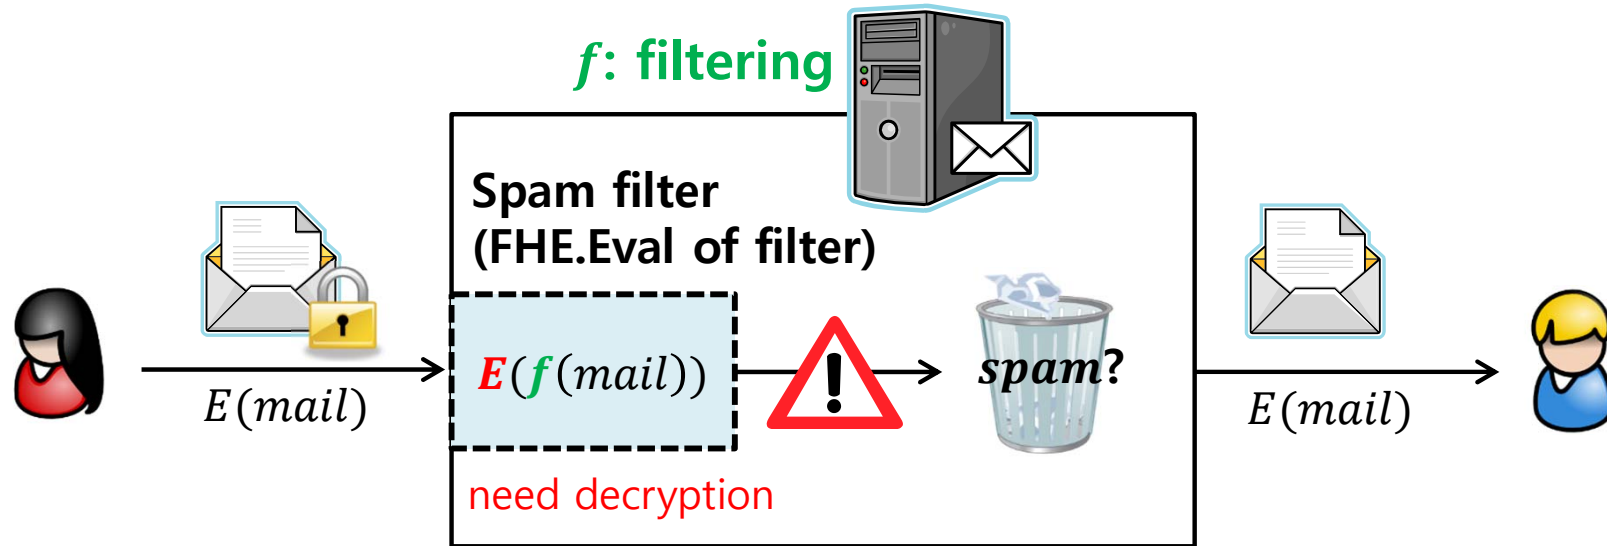 f: filtering
Spam filter
(FHE.Eval of filter)
E(mail)
E(f(mail))
!
spam?
E(mail)
need decryption